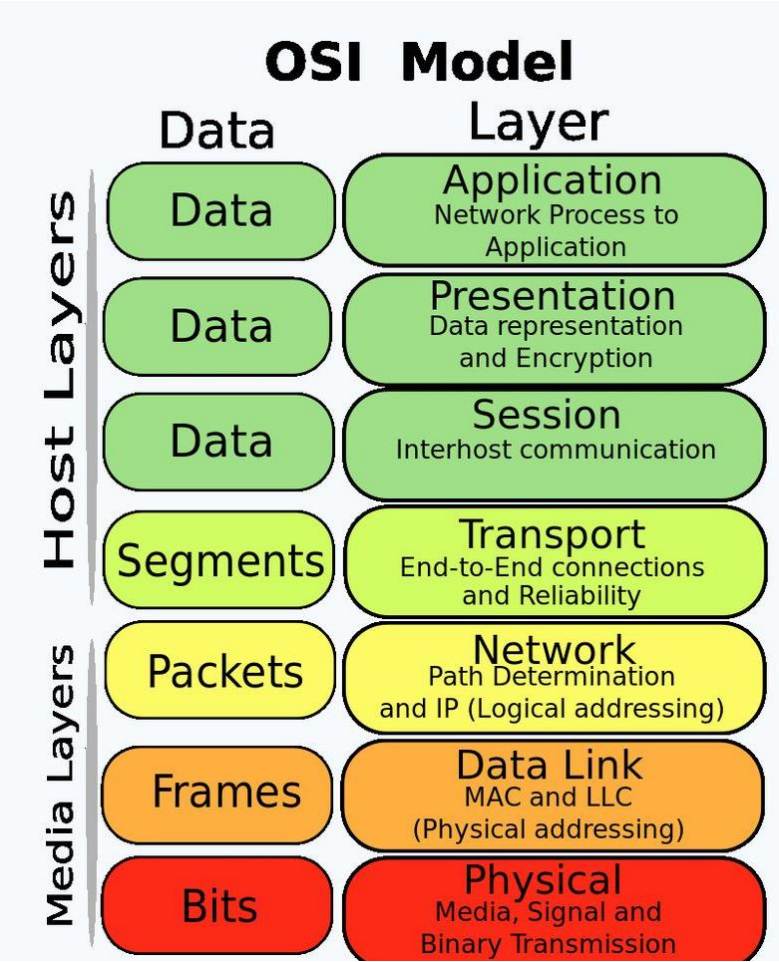 OSI Model
Data
Layer
Host Layers
Data
Application
Network Process to
Application
Data
Presentation
Data representation
and Encryption
Data
Session
Interhost communication
Segments
Transport
End-to-End connections
and Reliability
Media Layers
Packets
Network
Path Determination
and IP (Logical addressing)
Frames
Data Link
MAC and LLC
(Physical addressing)
Bits
Physical
Media, Signal and
Binary Transmission